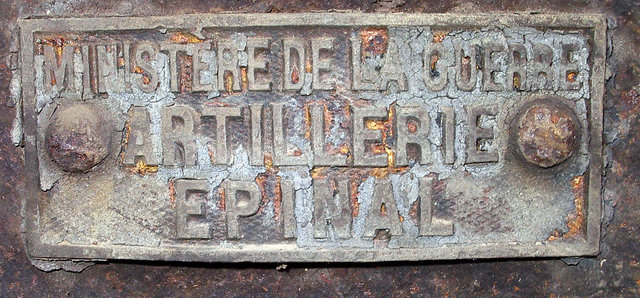 MINISTERE DE LA GUERRE
ARTILLERIE
EPINAL